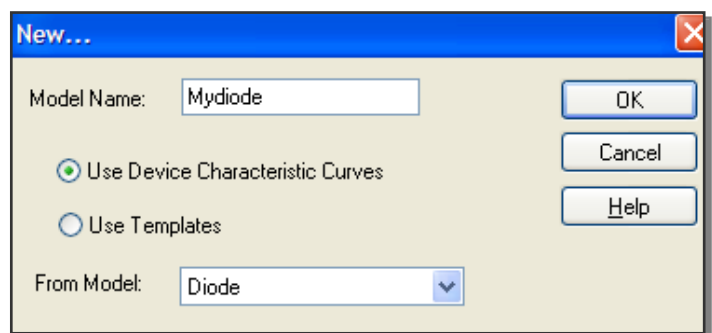 New...
Model Name: Mydiode
OK
Use Device Characteristic Curves
Cancel
Use Templates
Help
From Model: Diode